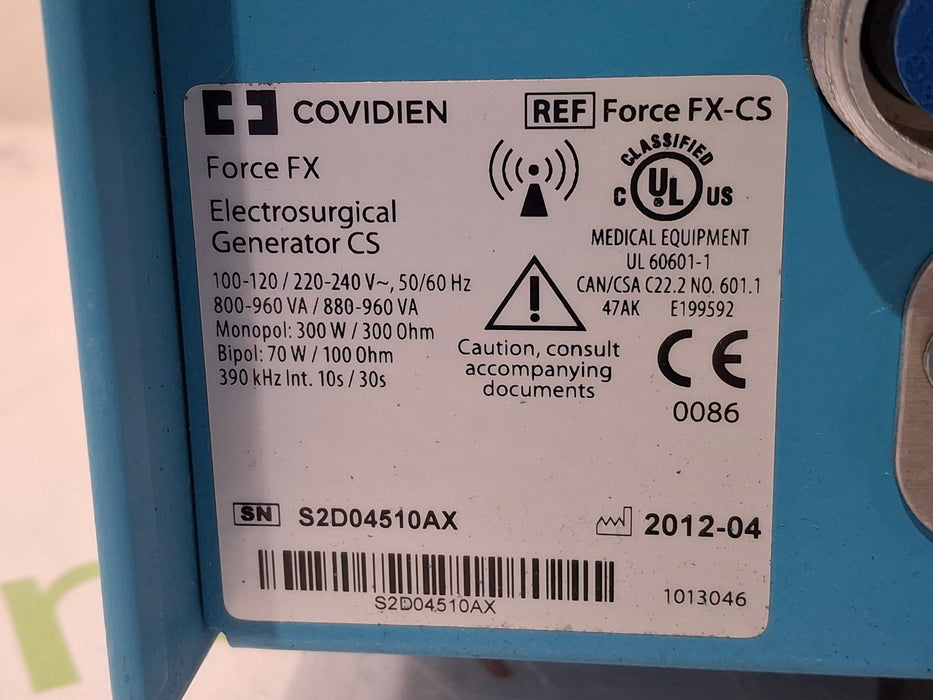 COVIDIEN
REF Force FX-CS
Force FX
Electrosurgical
Generator CS
100-120 / 220-240 V~, 50/60 Hz
800-960 VA / 880-960 VA
Monopol: 300 W / 300 Ohm
Bipol: 70 W / 100 Ohm
390 kHz Int. 10s / 30s
CLASSIFIED
C UL US
MEDICAL EQUIPMENT
UL 60601-1
CAN/CSA C22.2 NO. 601.1
47AK E199592
!
Caution, consult
accompanying
documents
CE
0086
SN S2D04510AX
2012-04
S2D04510AX
1013046